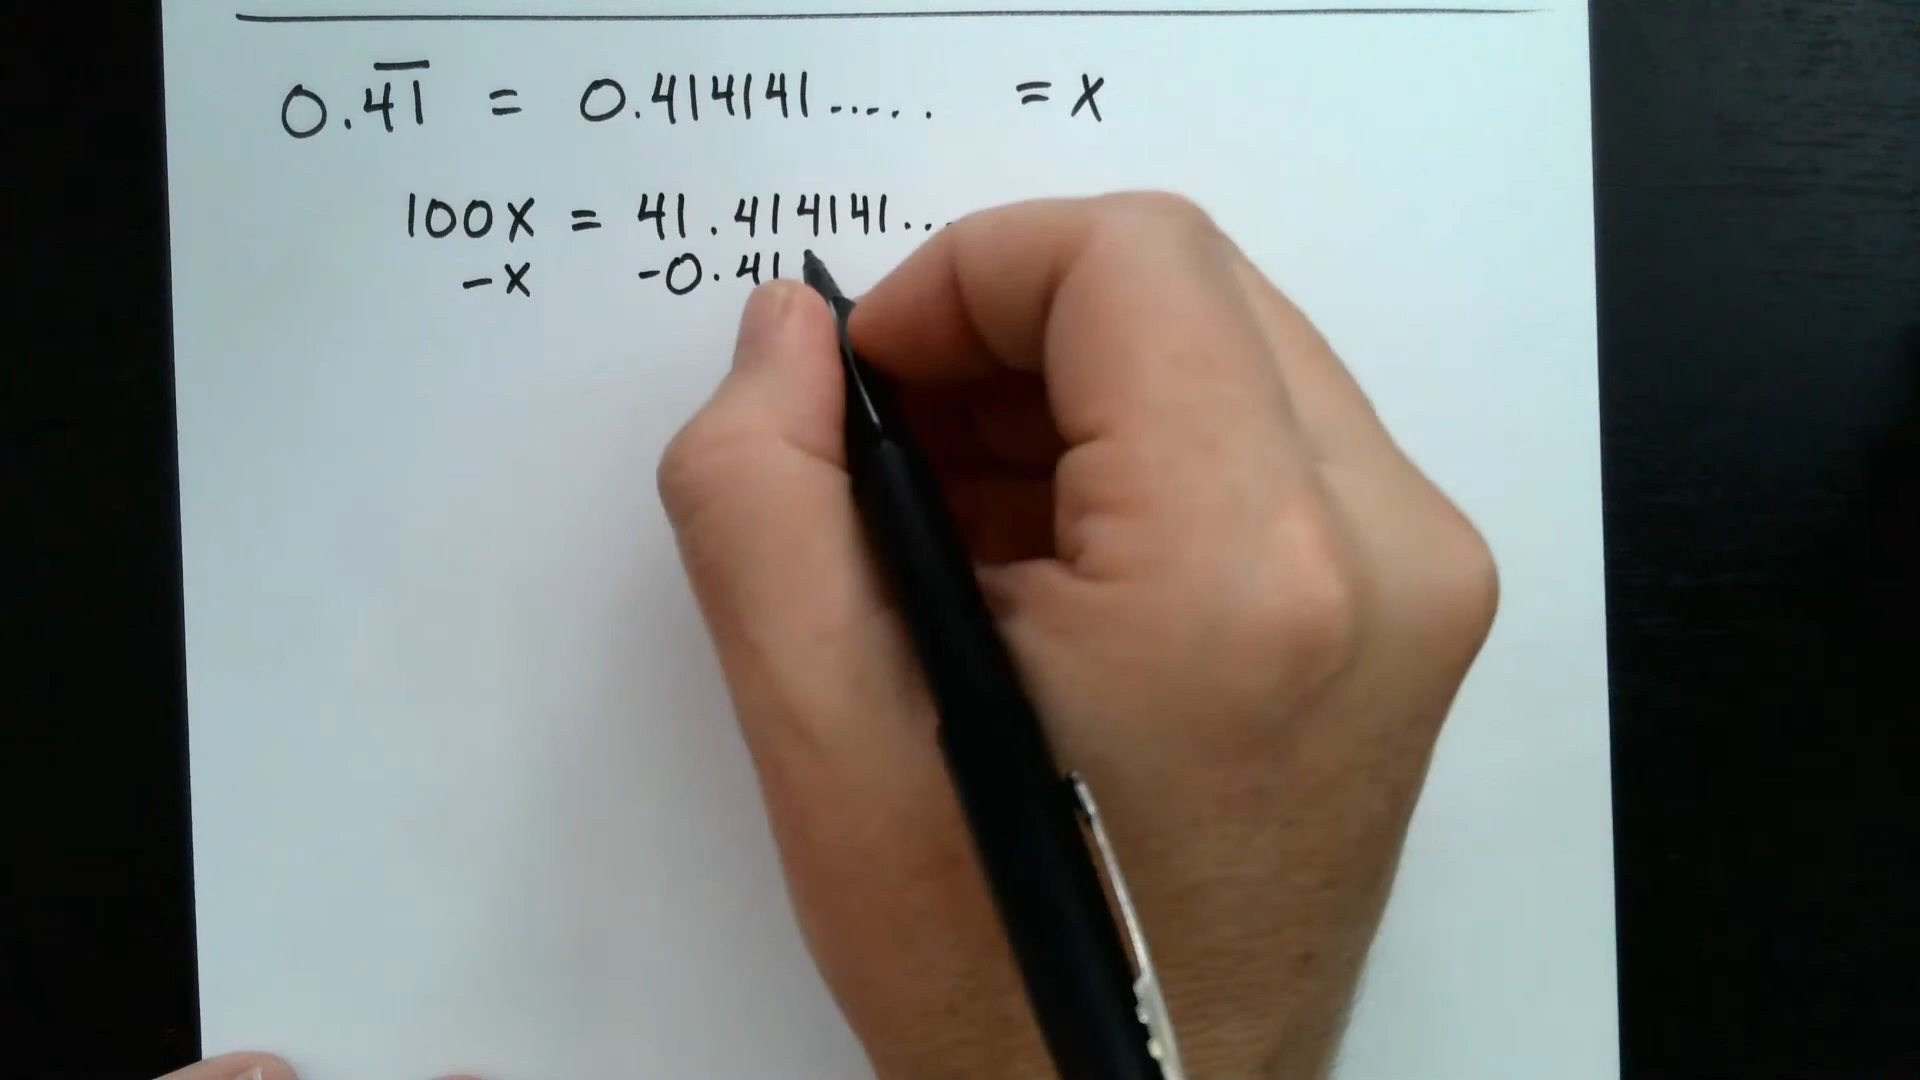 0.4̅1̅ = 0.414141..... = x
100x = 41.414141...
-x -0.41